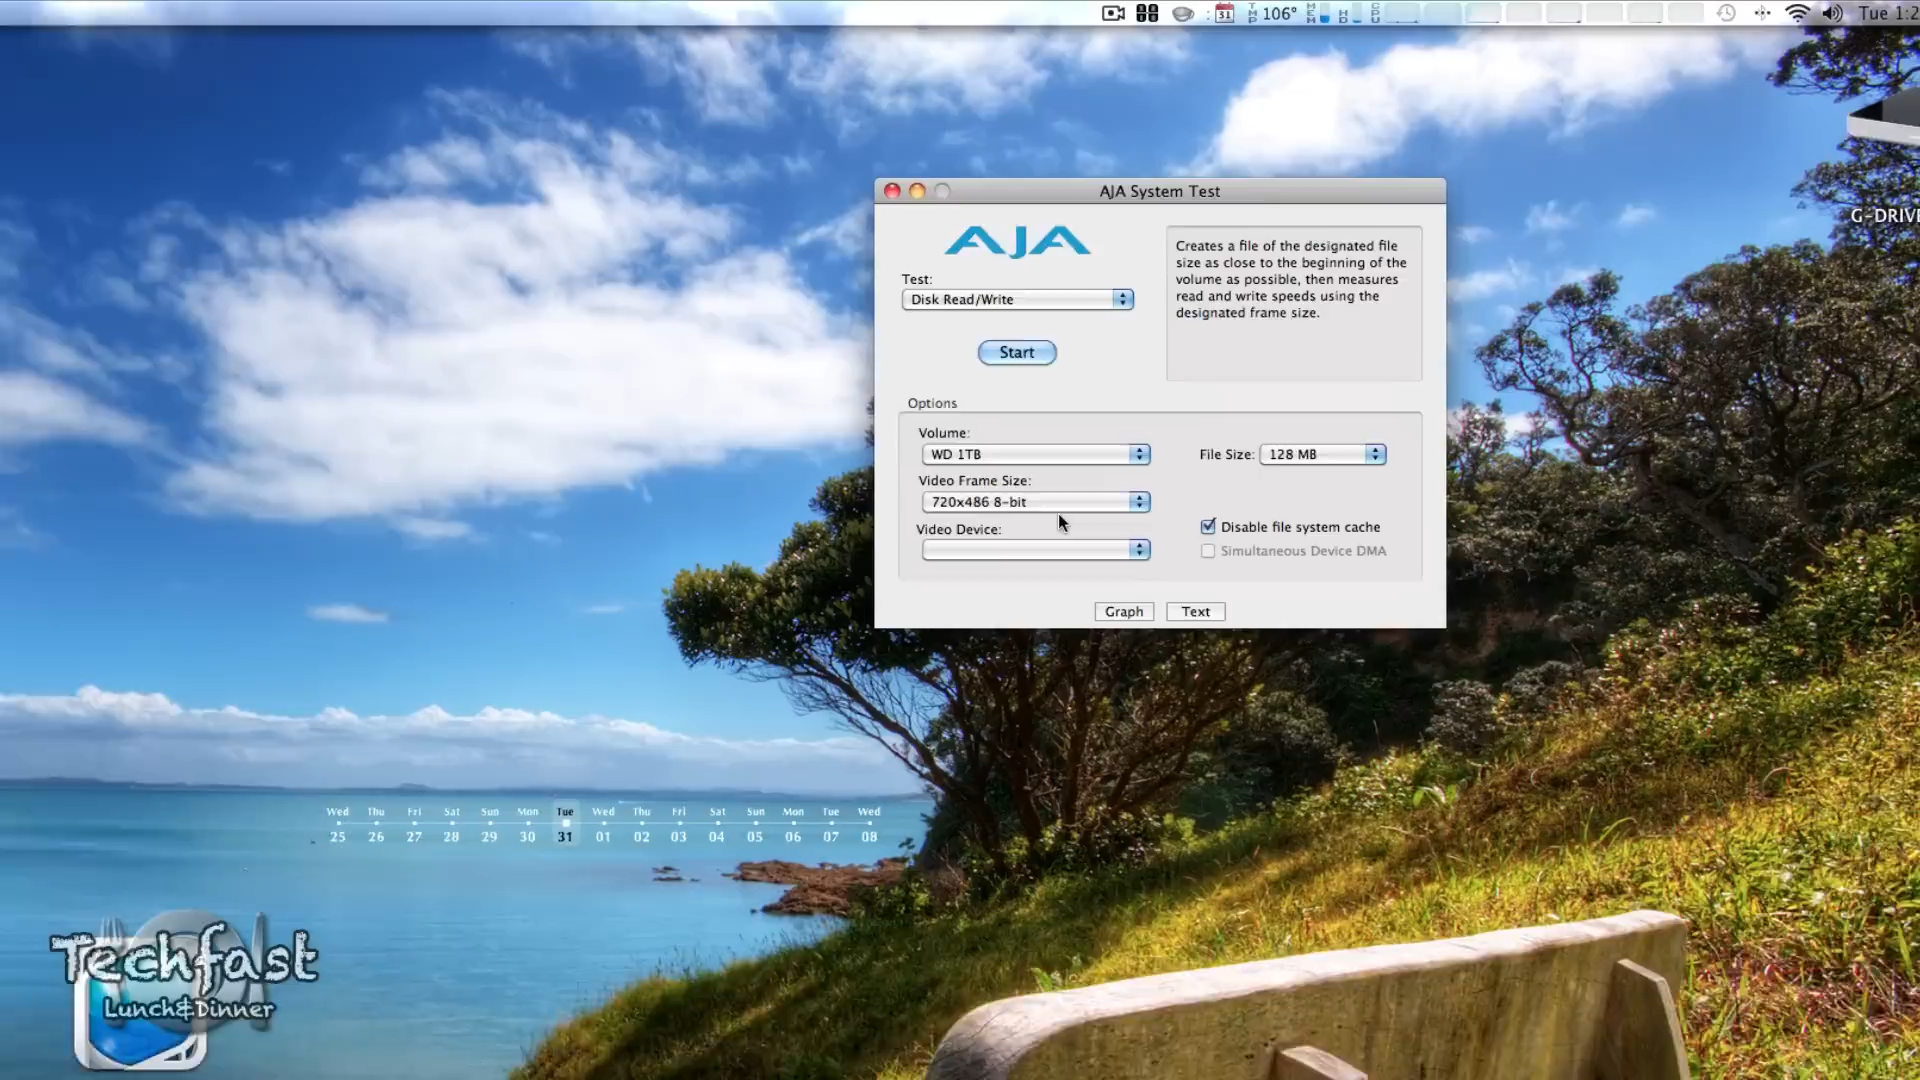 31 TMP 106° MEM HD CPU Tue 1:2
AJA System Test
AJA
Test:
Disk Read/Write
Start
Creates a file of the designated file
size as close to the beginning of the
volume as possible, then measures
read and write speeds using the
designated frame size.
G-DRIVE
Options
Volume:
WD 1TB
File Size: 128 MB
Video Frame Size:
720x486 8-bit
Video Device:
Disable file system cache
Simultaneous Device DMA
Graph Text
Wed Thu Fri Sat Sun Mon Tue Wed Thu Fri Sat Sun Mon Tue Wed
25 26 27 28 29 30 31 01 02 03 04 05 06 07 08
Techfast
Lunch&Dinner